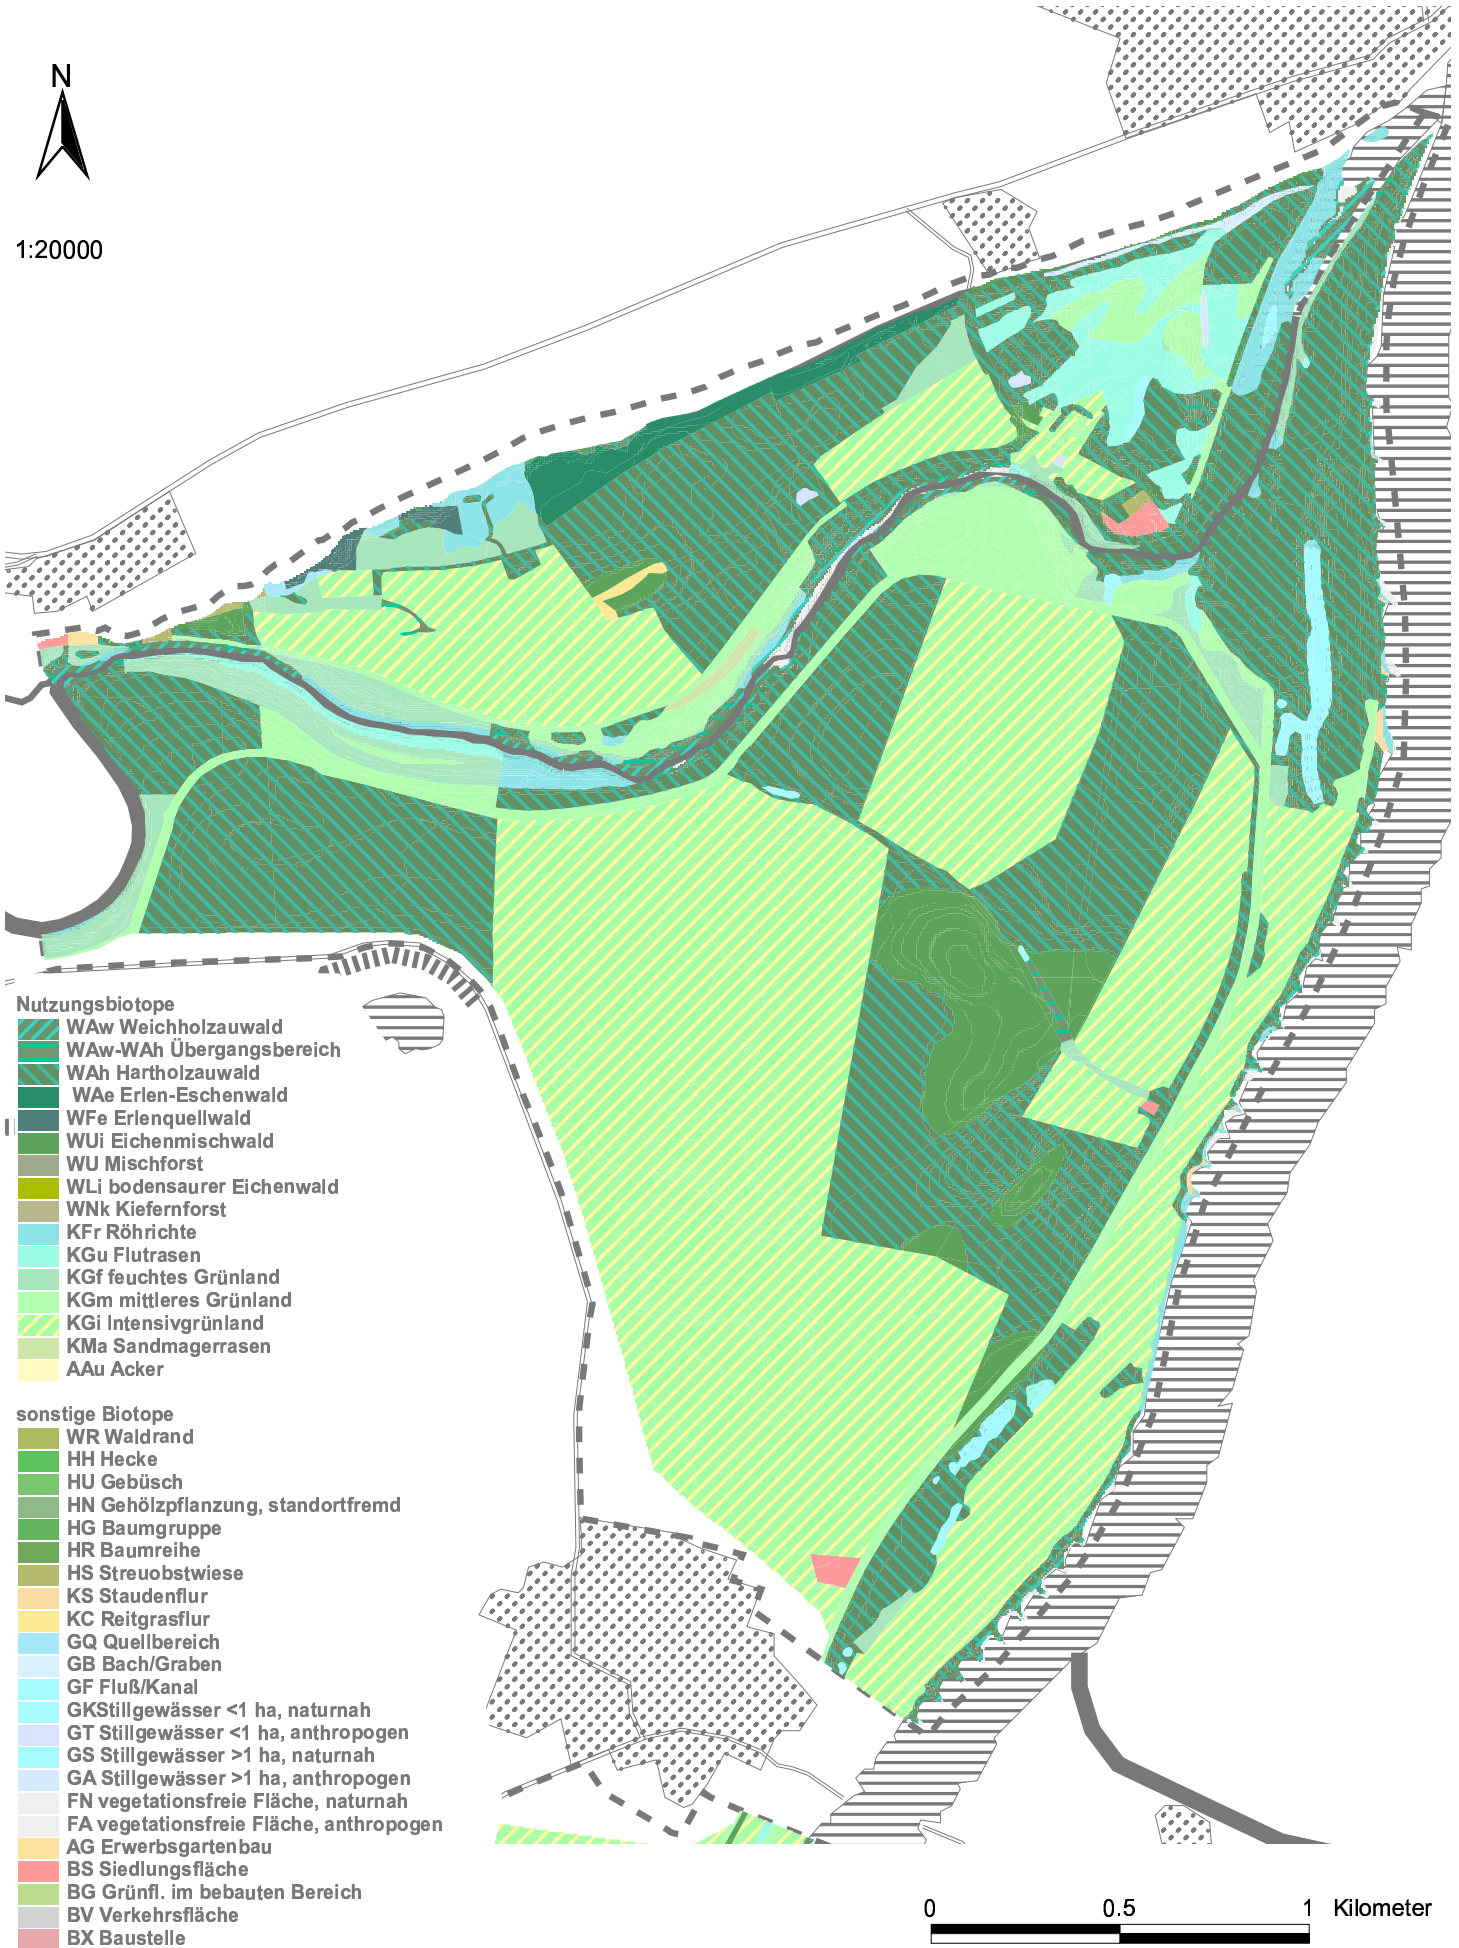 N
1:20000
Nutzungsbiotope
WAw Weichholzauwald
WAw-WAh Übergangsbereich
WAh Hartholzauwald
WAe Erlen-Eschenwald
WFe Erlenquellwald
WUi Eichenmischwald
WU Mischforst
WLi bodensaurer Eichenwald
WNk Kiefernforst
KFr Röhrichte
KGu Flutrasen
KGf feuchtes Grünland
KGm mittleres Grünland
KGi Intensivgrünland
KMa Sandmagerrasen
AAu Acker
sonstige Biotope
WR Waldrand
HH Hecke
HU Gebüsch
HN Gehölzpflanzung, standortfremd
HG Baumgruppe
HR Baumreihe
HS Streuobstwiese
KS Staudenflur
KC Reitgrasflur
GQ Quellbereich
GB Bach/Graben
GF Fluß/Kanal
GKStillgewässer <1 ha, naturnah
GT Stillgewässer <1 ha, anthropogen
GS Stillgewässer >1 ha, naturnah
GA Stillgewässer >1 ha, anthropogen
FN vegetationsfreie Fläche, naturnah
FA vegetationsfreie Fläche, anthropogen
AG Erwerbsgartenbau
BS Siedlungsfläche
BG Grünfl. im bebauten Bereich
BV Verkehrsfläche
BX Baustelle
0 0.5 1 Kilometer